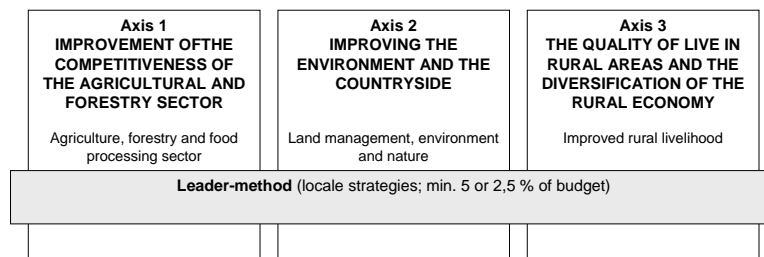 Axis 1
IMPROVEMENT OFTHE
COMPETITIVENESS OF
THE AGRICULTURAL AND
FORESTRY SECTOR
Agriculture, forestry and food
processing sector
Axis 2
IMPROVING THE
ENVIRONMENT AND THE
COUNTRYSIDE
Land management, environment
and nature
Axis 3
THE QUALITY OF LIVE IN
RURAL AREAS AND THE
DIVERSIFICATION OF THE
RURAL ECONOMY
Improved rural livelihood
Leader-method (locale strategies; min. 5 or 2,5 % of budget)